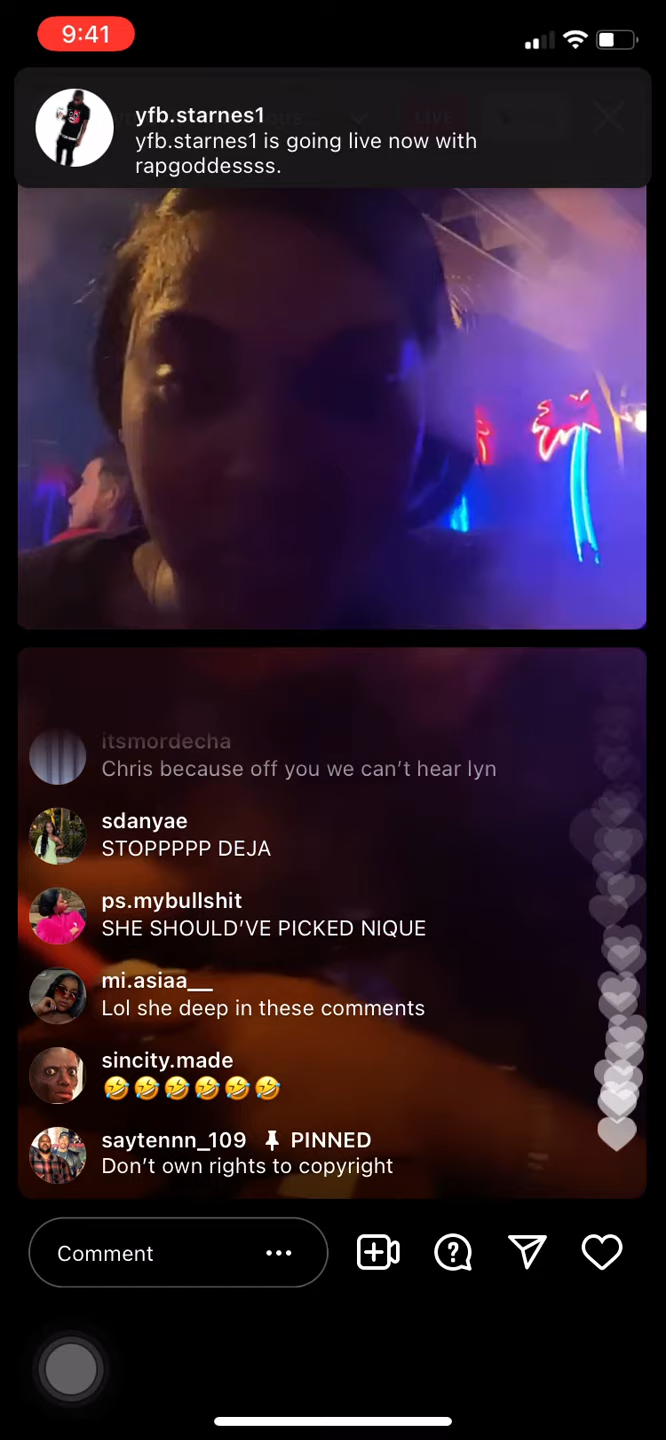 9:41
yfb.starnes1
yfb.starnes1 is going live now with
rapgoddessss.
LIVE
itsmordecha
Chris because off you we can’t hear lyn
sdanyae
STOPPPPP DEJA
ps.mybullshit
SHE SHOULD’VE PICKED NIQUE
mi.asiaa__
Lol she deep in these comments
sincity.made
🤣🤣🤣🤣🤣🤣
saytennn_109 📌 PINNED
Don’t own rights to copyright
Comment